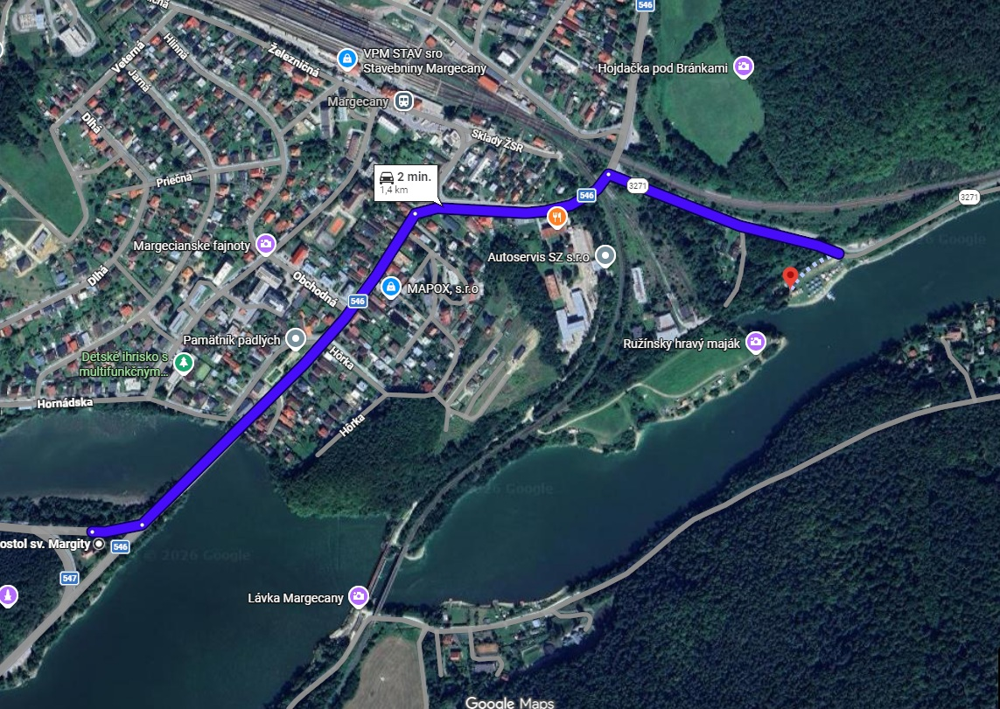 546
VPM STAV sro
Stavebniny Margecany
Železničná
Veterná
Hlinná
Jarná
Hojdačka pod Bránkami
Margecany
Sklady ŽSR
Dlhá
Priečná
2 min.
1,4 km
546
3271
3271
Margecianske fajnoty
Autoservis SZ s.r.o
Dlhá
Obchodná
MAPOX, s.r.o
546
Pamätník padlých
Ružínsky hravý maják
Detské ihrisko s
multifunkčným...
Hôrka
Hornádska
Hôrka
ostol sv. Margity
546
© 2026 Google
547
Lávka Margecany
Google Maps